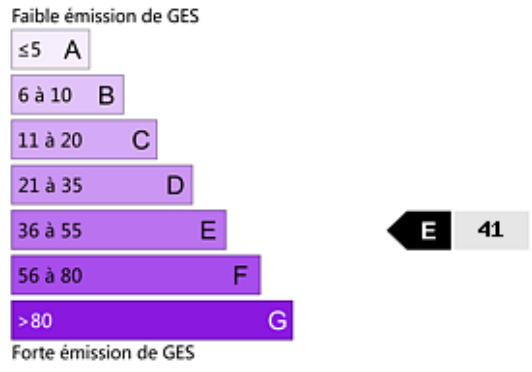 Faible émission de GES
≤5 A
6 à 10 B
11 à 20 C
21 à 35 D
36 à 55 E E 41
56 à 80 F
>80 G
Forte émission de GES